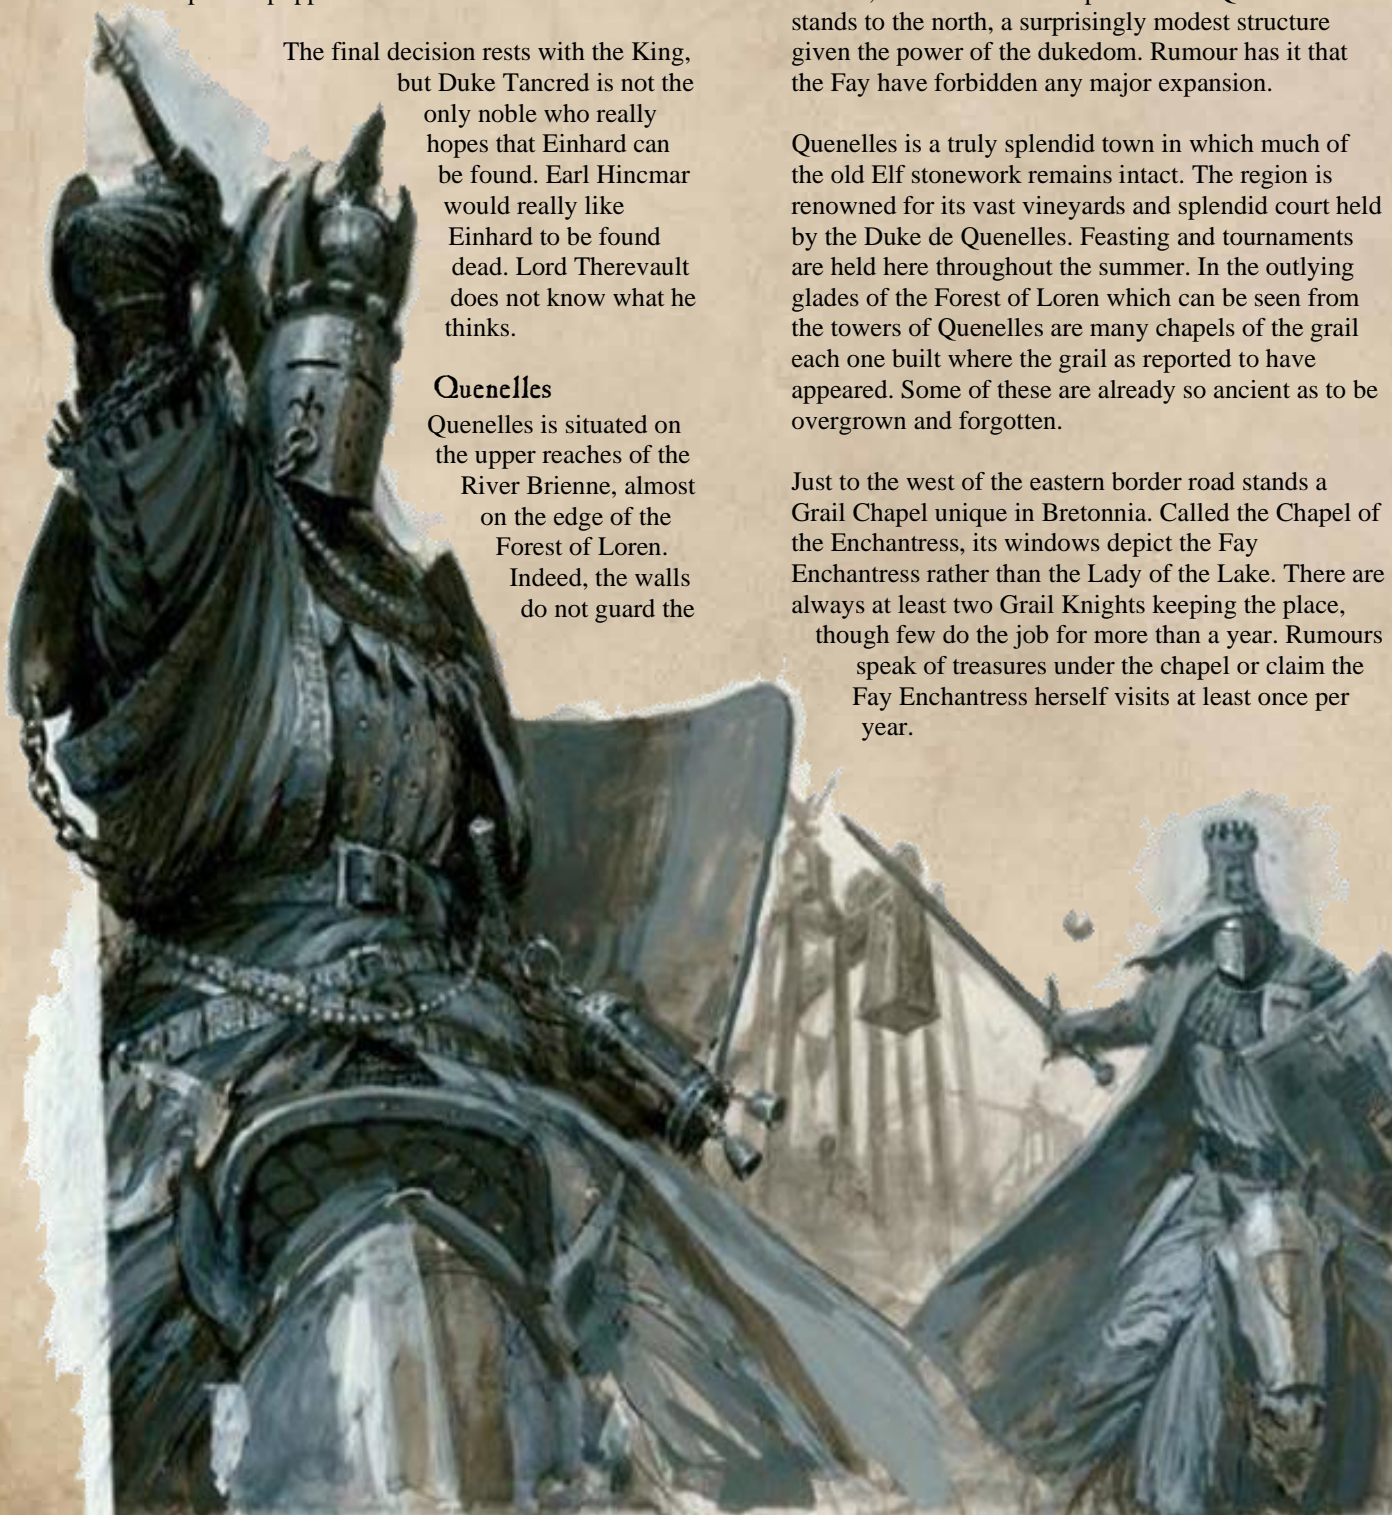 The final decision rests with the King,
but Duke Tancred is not the
only noble who really
hopes that Einhard can
be found. Earl Hincmar
would really like
Einhard to be found
dead. Lord Therevault
does not know what he
thinks.
Quenelles
Quenelles is situated on
the upper reaches of the
River Brienne, almost
on the edge of the
Forest of Loren.
Indeed, the walls
do not guard the
stands to the north, a surprisingly modest structure
given the power of the dukedom. Rumour has it that
the Fay have forbidden any major expansion.
Quenelles is a truly splendid town in which much of
the old Elf stonework remains intact. The region is
renowned for its vast vineyards and splendid court held
by the Duke de Quenelles. Feasting and tournaments
are held here throughout the summer. In the outlying
glades of the Forest of Loren which can be seen from
the towers of Quenelles are many chapels of the grail
each one built where the grail as reported to have
appeared. Some of these are already so ancient as to be
overgrown and forgotten.
Just to the west of the eastern border road stands a
Grail Chapel unique in Bretonnia. Called the Chapel of
the Enchantress, its windows depict the Fay
Enchantress rather than the Lady of the Lake. There are
always at least two Grail Knights keeping the place,
though few do the job for more than a year. Rumours
speak of treasures under the chapel or claim the
Fay Enchantress herself visits at least once per
year.